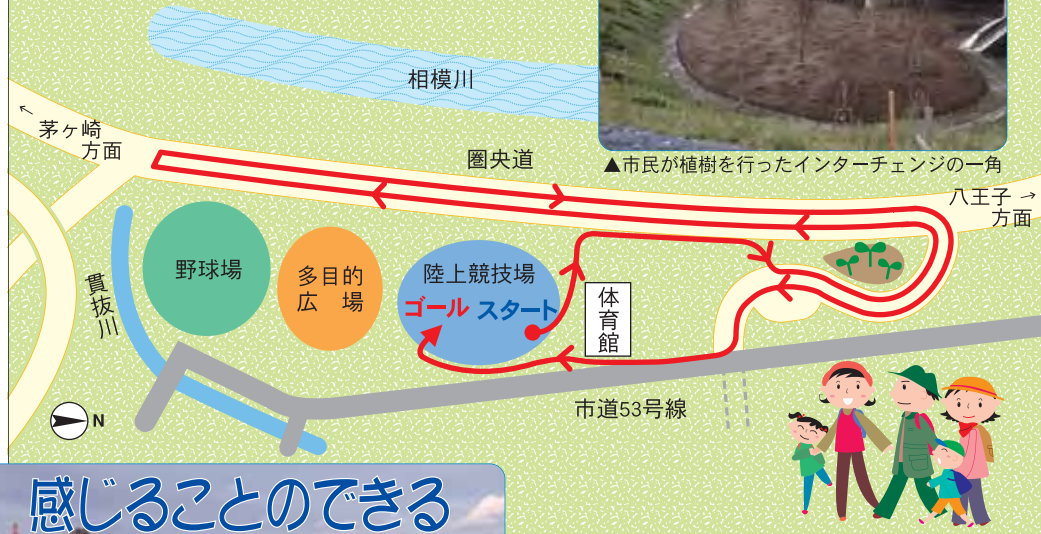 相模川
▲市民が植樹を行ったインターチェンジの一角
←
茅ヶ崎
方面
圏央道
八王子 →
方面
野球場
多目的
広 場
陸上競技場
ゴール スタート
体育館
貫抜川
市道53号線
N
感じることのできる